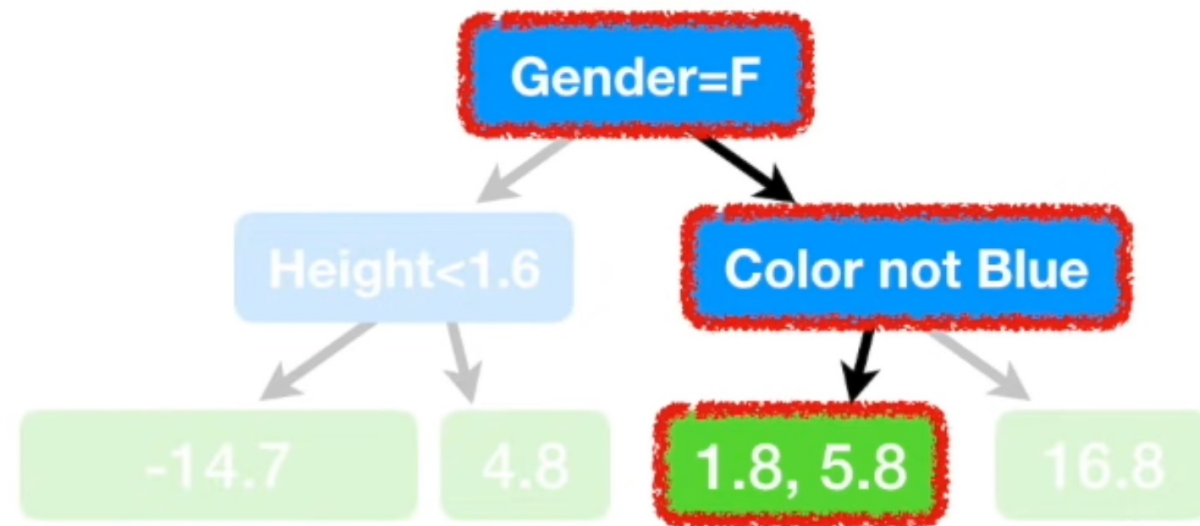 Gender=F
Height<1.6
Color not Blue
-14.7
4.8
1.8, 5.8
16.8